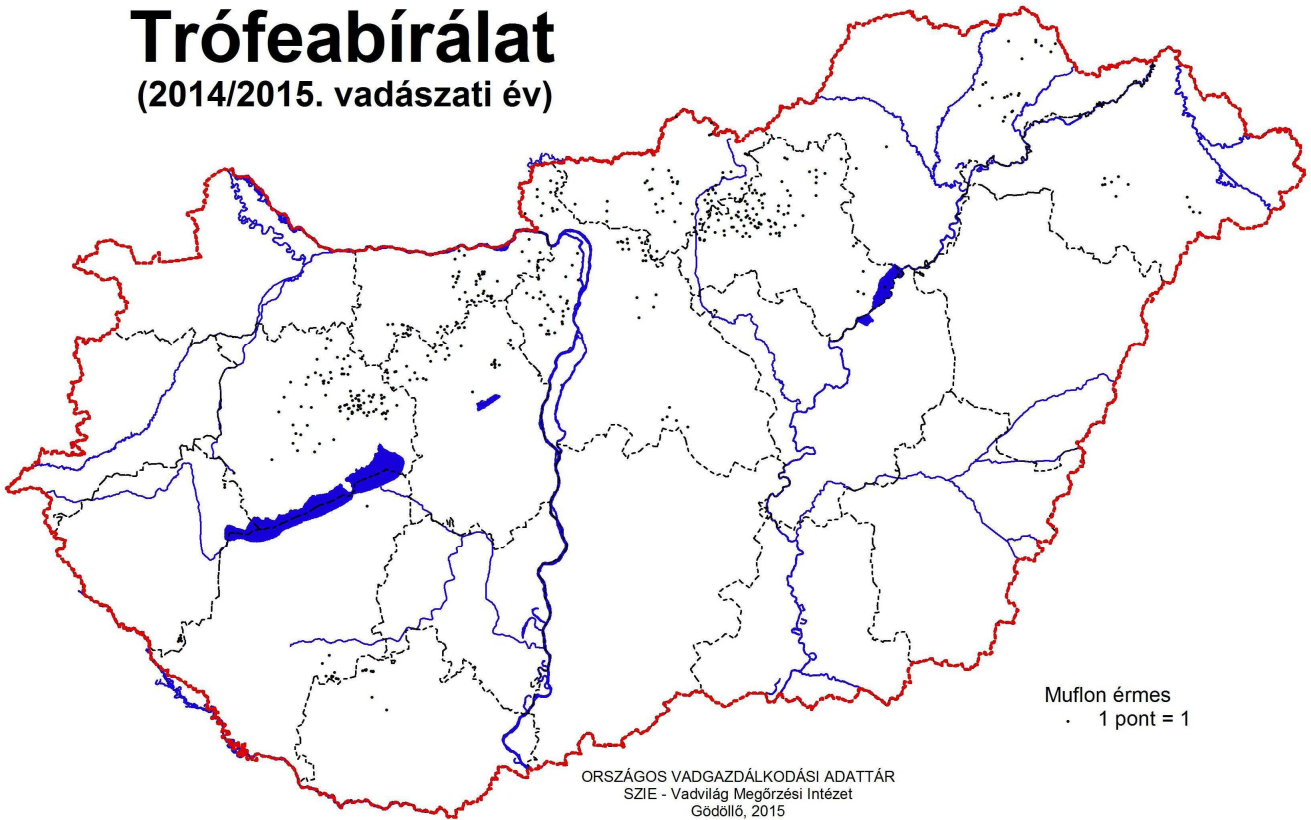 Trófeabírálat
(2014/2015. vadászati év)
Muflon érmes
1 pont = 1
ORSZÁGOS VADGAZDÁLKODÁSI ADATTÁR
SZIE - Vadvilág Megőrzési Intézet
Gödöllő, 2015